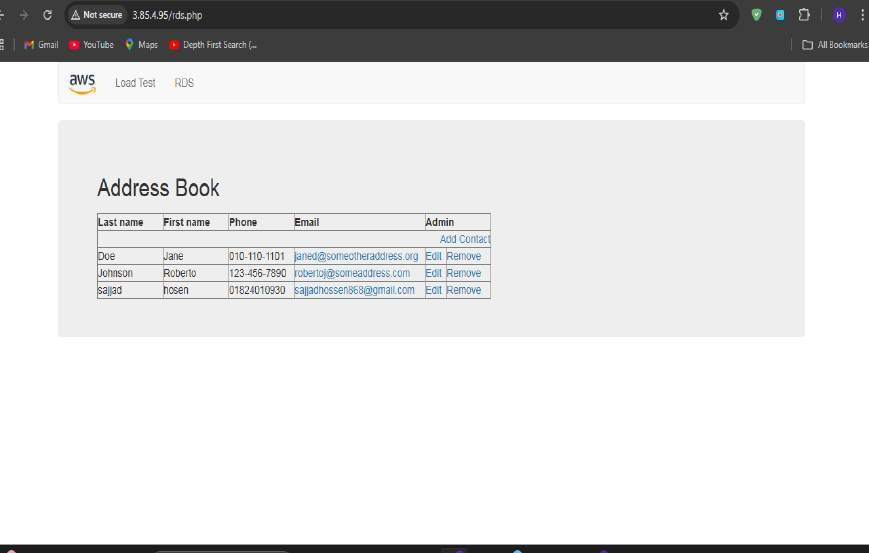 Not secure 3.85.4.95/rds.php
H
Gmail YouTube Maps Depth First Search (... All Bookmarks
aws Load Test RDS
Address Book
Last name First name Phone Email Admin
Add Contact
Doe Jane 010-110-1101 janed@someotheraddress.org Edit Remove
Johnson Roberto 123-456-7890 robertoj@someaddress.com Edit Remove
sajjad hosen 01824010930 sajjadhossen868@gmail.com Edit Remove